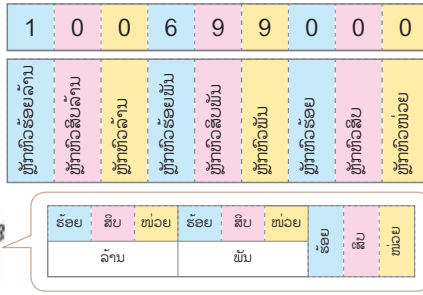 1 0 0 6 9 9 0 0 0
ຫຼັກຫົວຮ້ອຍລ້ານ ຫຼັກຫົວສິບລ້ານ ຫຼັກຫົວລ້ານ ຫຼັກຫົວຮ້ອຍພັນ ຫຼັກຫົວສິບພັນ ຫຼັກຫົວພັນ ຫຼັກຫົວຮ້ອຍ ຫຼັກຫົວສິບ ຫຼັກຫົວໜ່ວຍ
ຮ້ອຍ ສິບ ໜ່ວຍ ຮ້ອຍ ສິບ ໜ່ວຍ ຮ້ອຍ ສິບ ໜ່ວຍ
ລ້ານ ພັນ